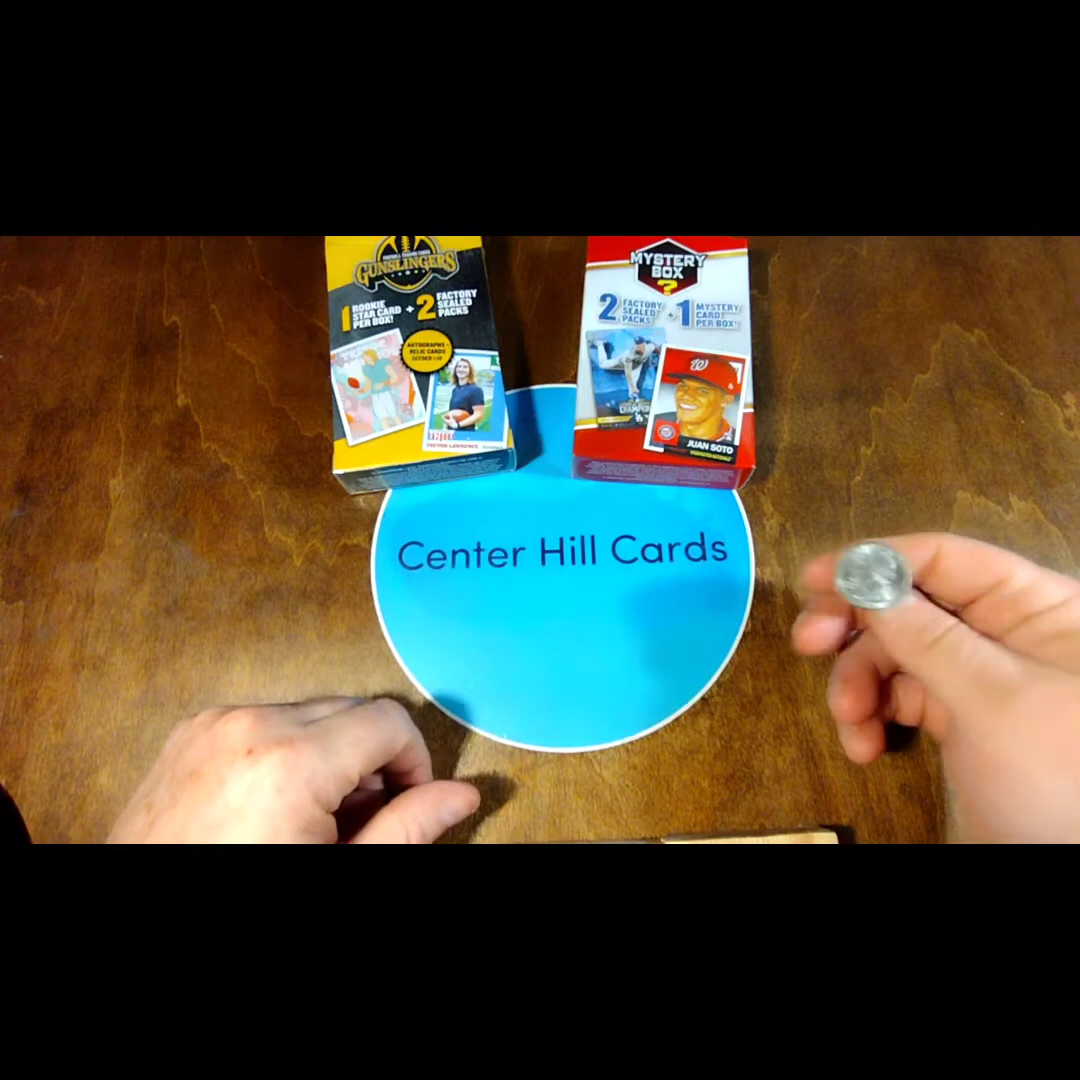 GUNSLINGERS
1 ROOKIE
STAR CARD
PER BOX!
+ 2 FACTORY
SEALED
PACKS
AUTOGRAPHS
RELIC CARDS
TREVOR LAWRENCE
MYSTERY
BOX
?
2 FACTORY
SEALED
PACKS
+ 1 MYSTERY
CARD
PER BOX!
W
JUAN SOTO
Center Hill Cards